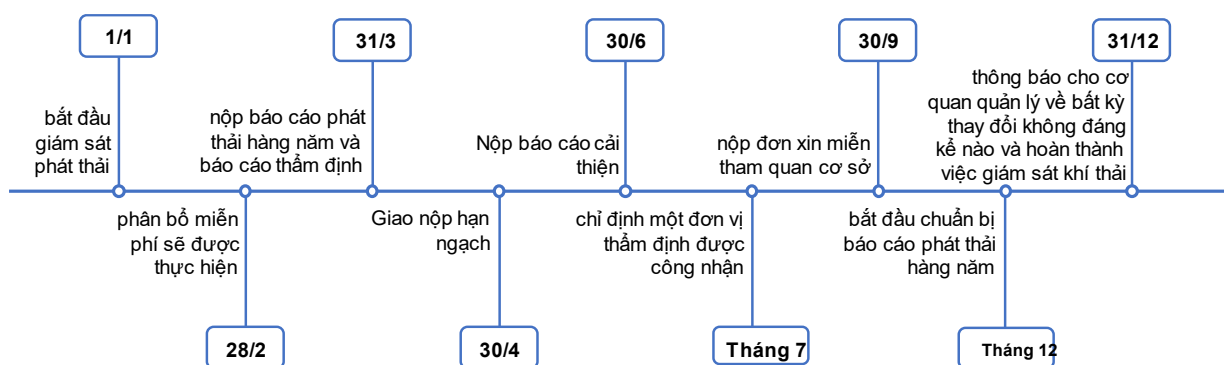 1/1
31/3
30/6
30/9
31/12
bắt đầu
giám sát
phát thải
nộp báo cáo phát
thải hàng năm và
báo cáo thẩm định
Nộp báo cáo cải
thiện
nộp đơn xin miễn
tham quan cơ sở
thông báo cho cơ
quan quản lý về bất kỳ
thay đổi không đáng
kể nào và hoàn thành
việc giám sát khí thải
phân bổ miễn
phí sẽ được
thực hiện
Giao nộp hạn
ngạch
chỉ định một đơn vị
thẩm định được
công nhận
bắt đầu chuẩn bị
báo cáo phát thải
hàng năm
28/2
30/4
Tháng 7
Tháng 12